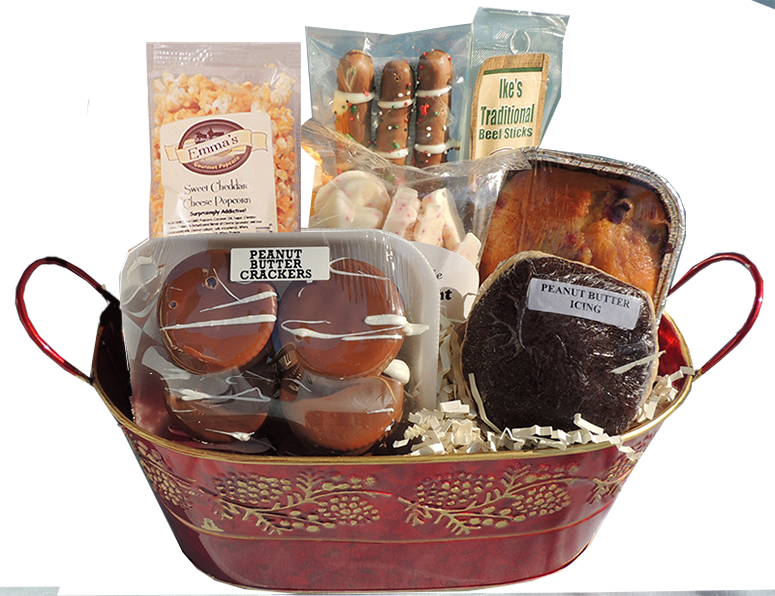 Emma's
Gourmet Popcorn
Sweet Cheddar
Cheese Popcorn
Surprisingly Addictive!
Ike's
Traditional
Beef Sticks
PEANUT
BUTTER
CRACKERS
PEANUT BUTTER
ICING